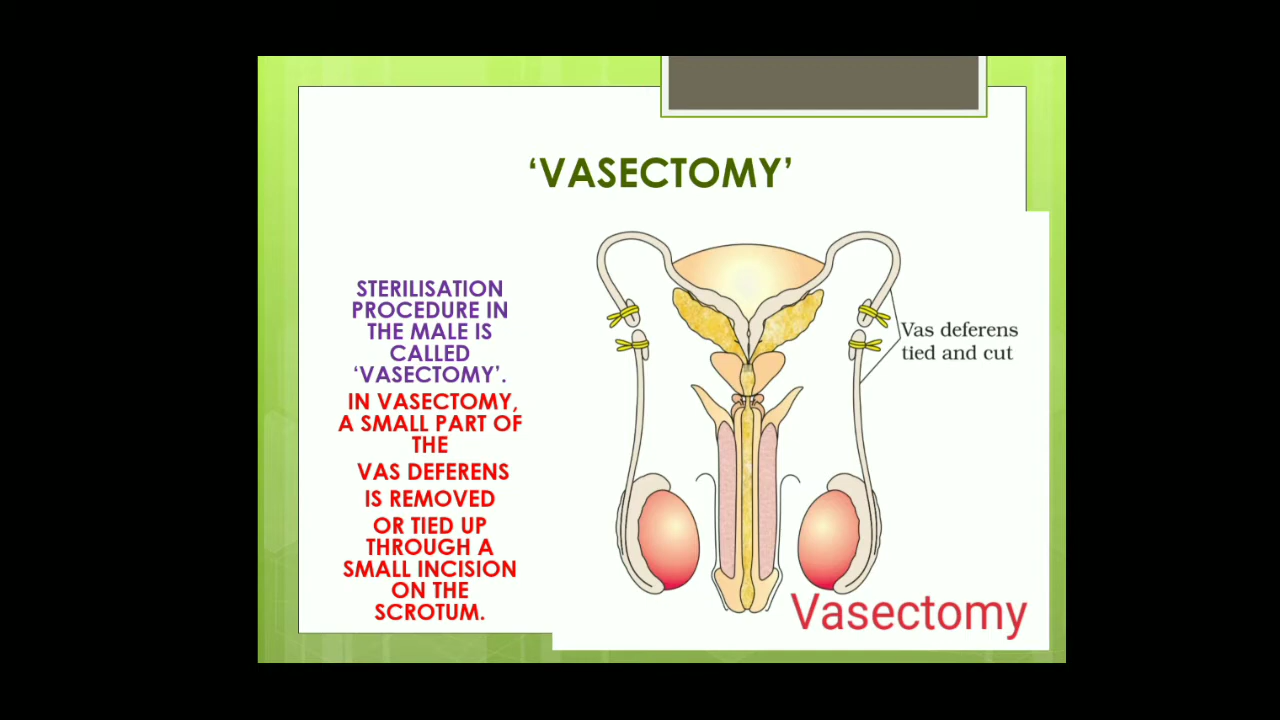 ‘VASECTOMY’
STERILISATION
PROCEDURE IN
THE MALE IS
CALLED
‘VASECTOMY’.
IN VASECTOMY,
A SMALL PART OF
THE
VAS DEFERENS
IS REMOVED
OR TIED UP
THROUGH A
SMALL INCISION
ON THE
SCROTUM.
Vas deferens
tied and cut
Vasectomy